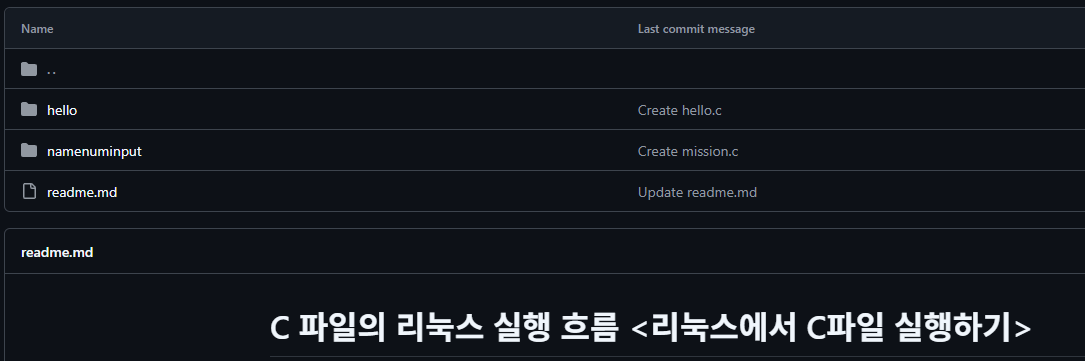 Name Last commit message
..
hello Create hello.c
namenuminput Create mission.c
readme.md Update readme.md
readme.md
C 파일의 리눅스 실행 흐름 <리눅스에서 C파일 실행하기>